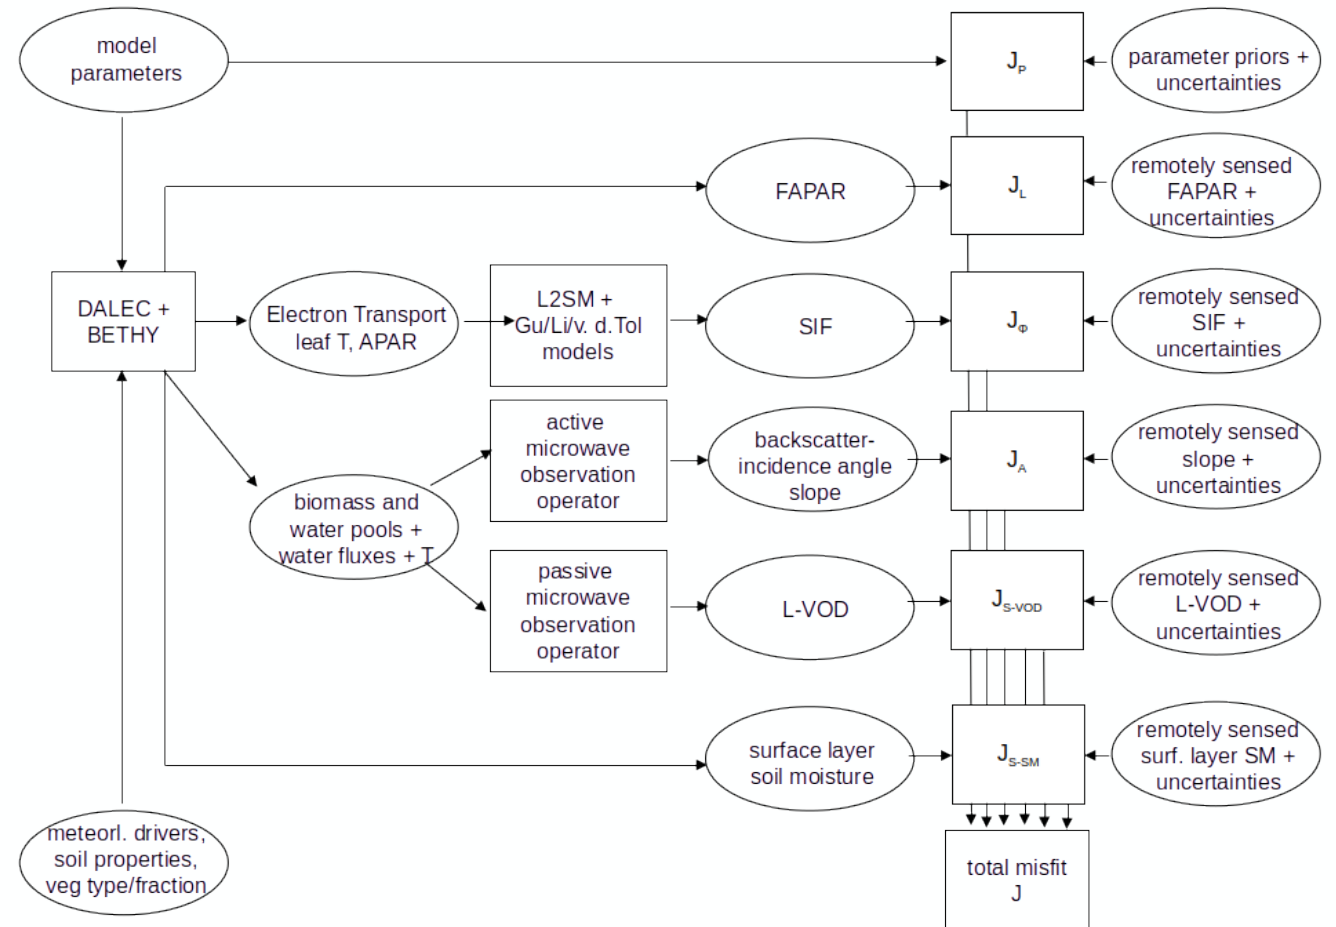 model
parameters
J_P
parameter priors +
uncertainties
FAPAR
J_L
remotely sensed
FAPAR +
uncertainties
DALEC +
BETHY
Electron Transport
leaf T, APAR
L2SM +
Gu/Li/v. d.Tol
models
SIF
J_Φ
remotely sensed
SIF +
uncertainties
active
microwave
observation
operator
backscatter-
incidence angle
slope
J_A
remotely sensed
slope +
uncertainties
biomass and
water pools +
water fluxes + T
passive
microwave
observation
operator
L-VOD
J_S-VOD
remotely sensed
L-VOD +
uncertainties
surface layer
soil moisture
J_S-SM
remotely sensed
surf. layer SM +
uncertainties
meteorl. drivers,
soil properties,
veg type/fraction
total misfit
J